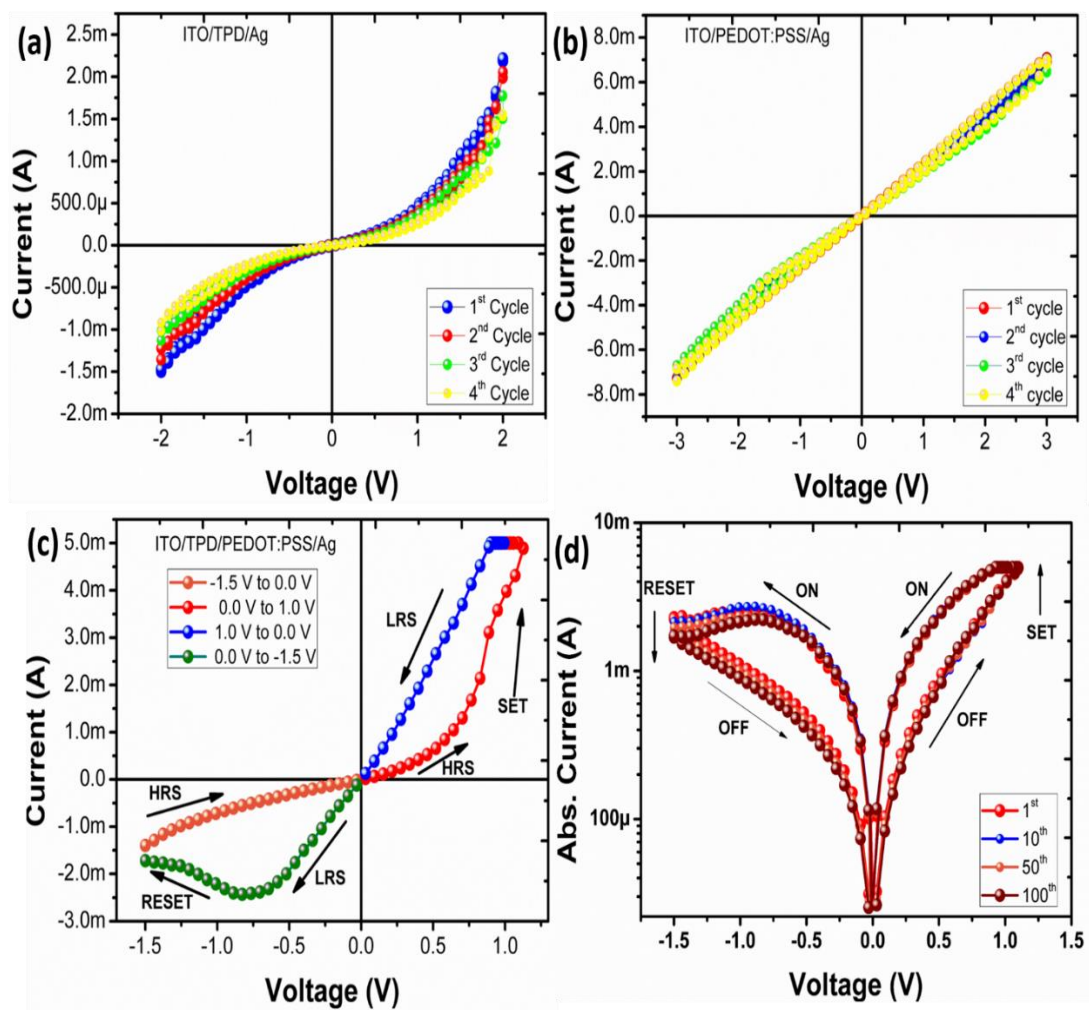 (a)
ITO/TPD/Ag
2.5m
2.0m
1.5m
1.0m
500.0µ
0.0
-500.0µ
-1.0m
-1.5m
-2.0m
Current (A)
-2 -1 0 1 2
Voltage (V)
1st Cycle
2nd Cycle
3rd Cycle
4th Cycle
(b)
ITO/PEDOT:PSS/Ag
8.0m
6.0m
4.0m
2.0m
0.0
-2.0m
-4.0m
-6.0m
-8.0m
Current (A)
-3 -2 -1 0 1 2 3
Voltage (V)
1st cycle
2nd cycle
3rd cycle
4th cycle
(c)
ITO/TPD/PEDOT:PSS/Ag
-1.5 V to 0.0 V
0.0 V to 1.0 V
1.0 V to 0.0 V
0.0 V to -1.5 V
5.0m
4.0m
3.0m
2.0m
1.0m
0.0
-1.0m
-2.0m
-3.0m
Current (A)
LRS
SET
HRS
HRS
LRS
RESET
-1.5 -1.0 -0.5 0.0 0.5 1.0
Voltage (V)
(d)
10m
1m
100µ
Abs. Current (A)
RESET
ON
ON
SET
OFF
OFF
1st
10th
50th
100th
-1.5 -1.0 -0.5 0.0 0.5 1.0
Voltage (V)